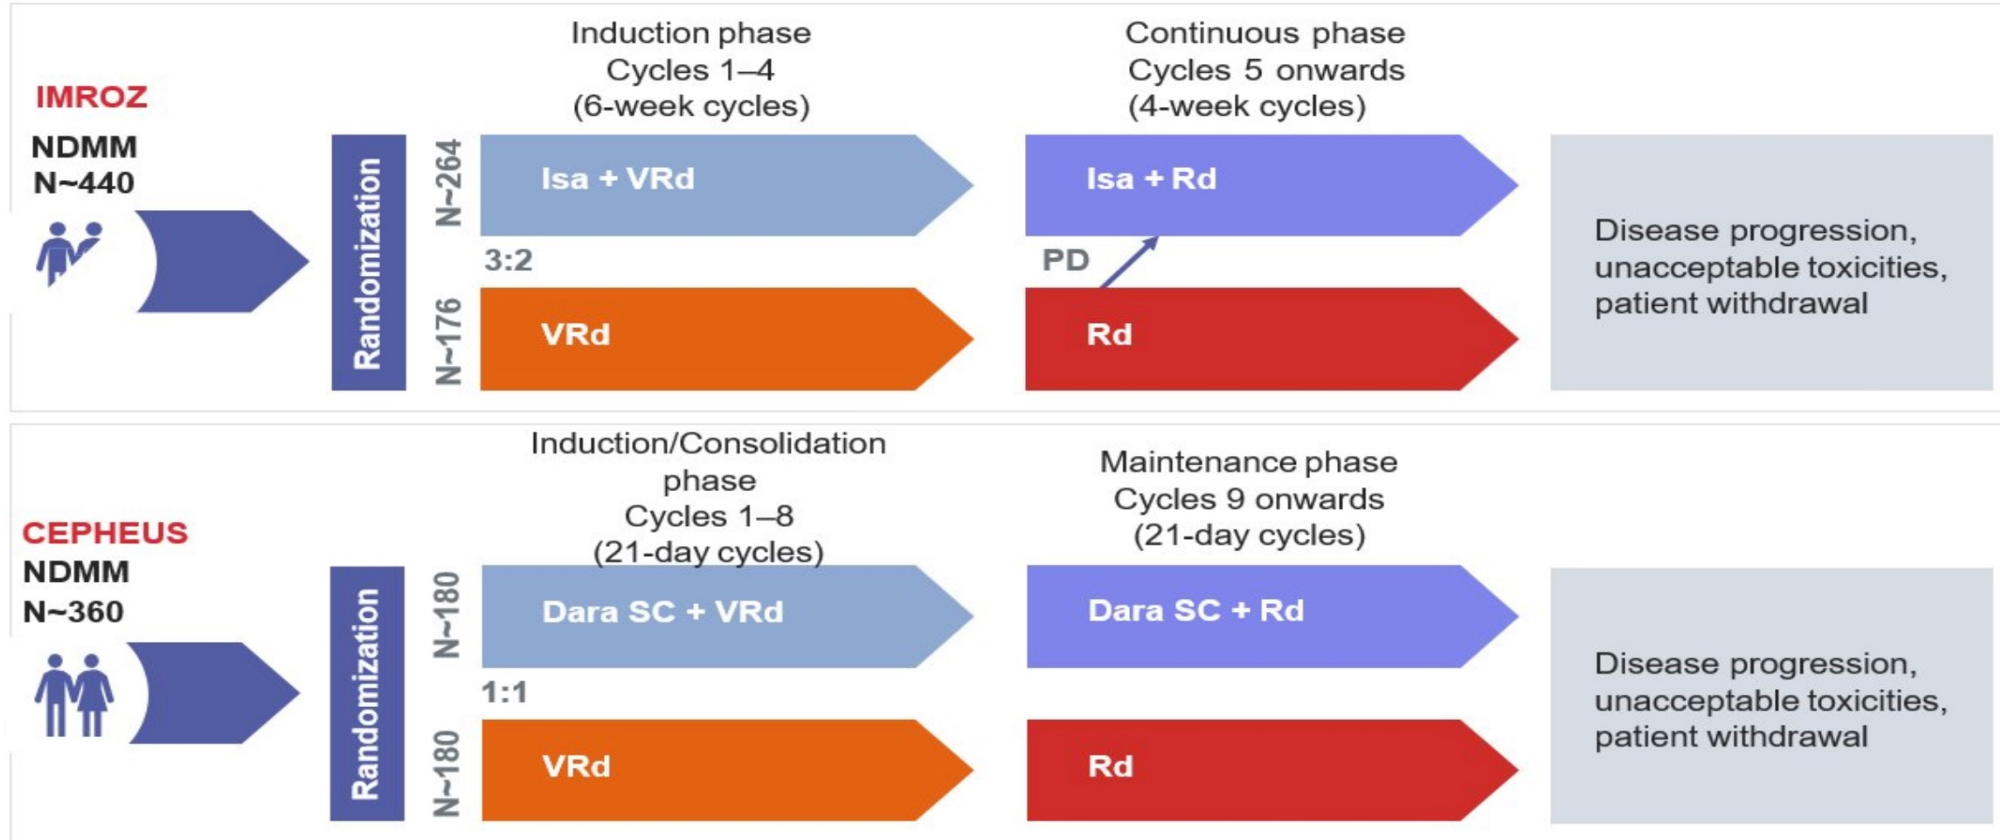 IMROZ
NDMM
N~440
Randomization
N~264
N~176
Induction phase
Cycles 1–4
(6-week cycles)
Isa + VRd
3:2
VRd
Continuous phase
Cycles 5 onwards
(4-week cycles)
Isa + Rd
PD
Rd
Disease progression,
unacceptable toxicities,
patient withdrawal
CEPHEUS
NDMM
N~360
Randomization
N~180
N~180
Induction/Consolidation
phase
Cycles 1–8
(21-day cycles)
Dara SC + VRd
1:1
VRd
Maintenance phase
Cycles 9 onwards
(21-day cycles)
Dara SC + Rd
Rd
Disease progression,
unacceptable toxicities,
patient withdrawal